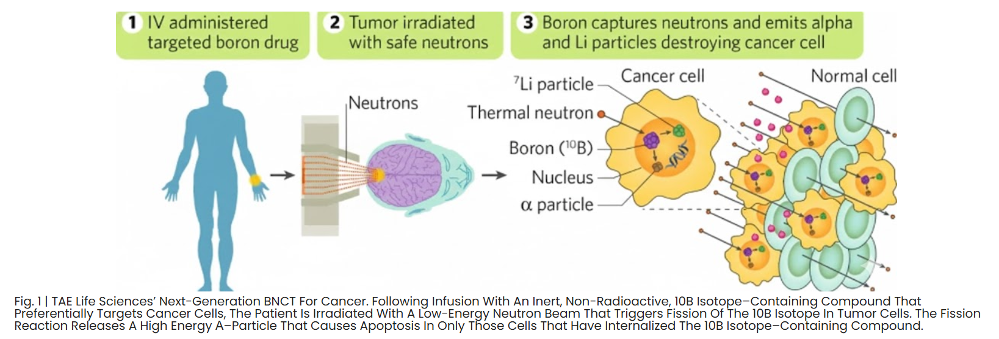 1 IV administered
targeted boron drug
2 Tumor irradiated
with safe neutrons
3 Boron captures neutrons and emits alpha
and Li particles destroying cancer cell
Neutrons
⁷Li particle
Thermal neutron
Boron (¹⁰B)
Nucleus
α particle
Cancer cell
Normal cell
Fig. 1 | TAE Life Sciences’ Next-Generation BNCT For Cancer. Following Infusion With An Inert, Non-Radioactive, 10B Isotope–Containing Compound That
Preferentially Targets Cancer Cells, The Patient Is Irradiated With A Low-Energy Neutron Beam That Triggers Fission Of The 10B Isotope In Tumor Cells. The Fission
Reaction Releases A High Energy Α–Particle That Causes Apoptosis In Only Those Cells That Have Internalized The 10B Isotope–Containing Compound.